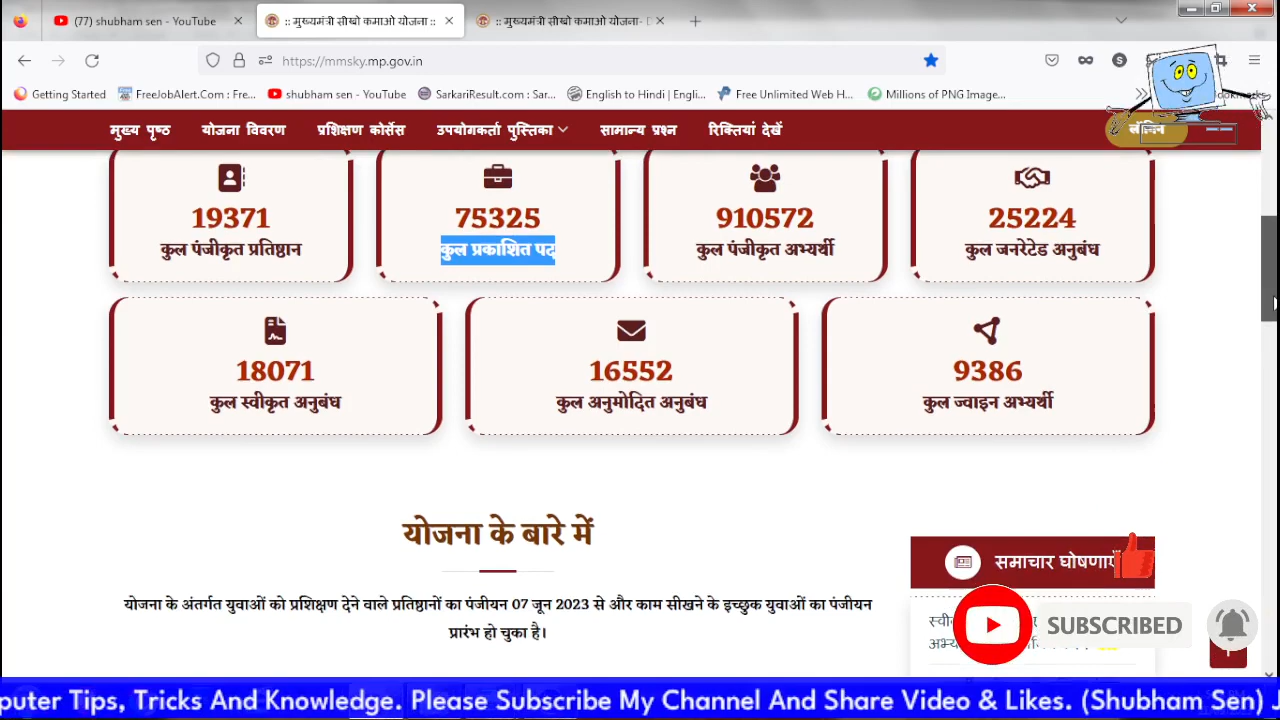 (77) shubham sen - YouTube
:: मुख्यमंत्री सीखो कमाओ योजना ::
:: मुख्यमंत्री सीखो कमाओ योजना-
https://mmsky.mp.gov.in
Getting Started
FreeJobAlert.Com : Fre...
shubham sen - YouTube
SarkariResult.com : Sar...
English to Hindi | Engli...
Free Unlimited Web H...
Millions of PNG Image...
मुख्य पृष्ठ योजना विवरण प्रशिक्षण कोर्सेस उपयोगकर्ता पुस्तिका सामान्य प्रश्न रिक्तियां देखें
19371 75325 910572 25224
कुल पंजीकृत प्रतिष्ठान कुल प्रकाशित पद कुल पंजीकृत अभ्यर्थी कुल जनरेटेड अनुबंध
18071 16552 9386
कुल स्वीकृत अनुबंध कुल अनुमोदित अनुबंध कुल ज्वाइन अभ्यर्थी
योजना के बारे में
योजना के अंतर्गत युवाओं को प्रशिक्षण देने वाले प्रतिष्ठानों का पंजीयन 07 जून 2023 से और काम सीखने के इच्छुक युवाओं का पंजीयन
प्रारंभ हो चुका है।
समाचार
SUBSCRIBED
puter Tips, Tricks And Knowledge. Please Subscribe My Channel And Share Video & Likes. (Shubham Sen) J